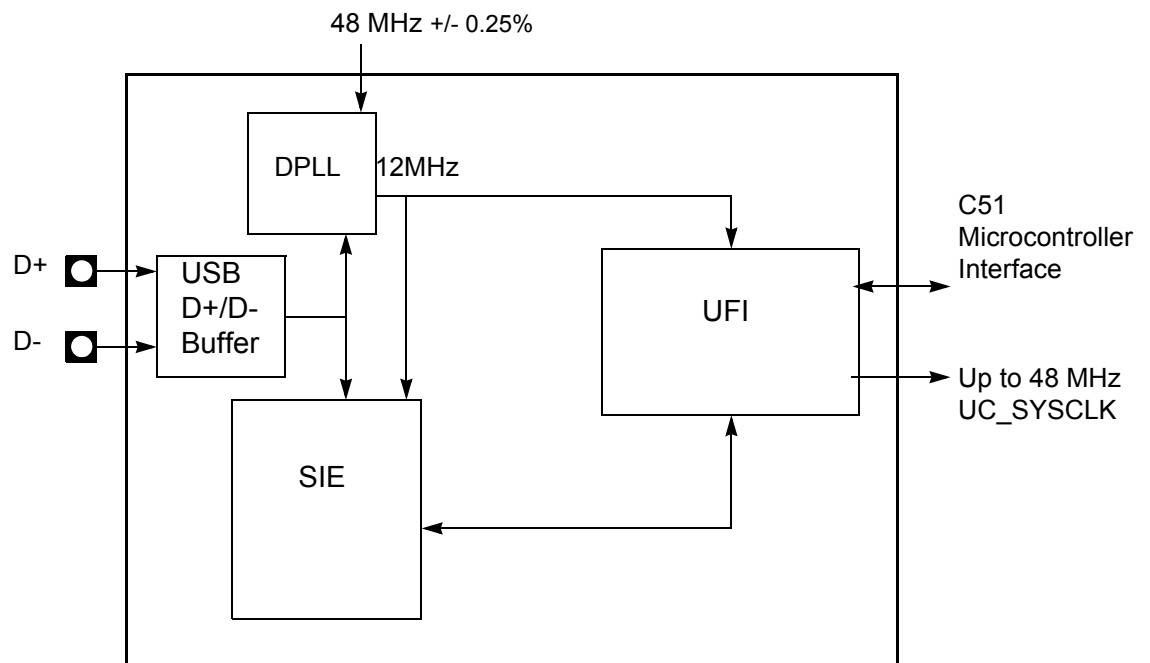 48 MHz +/- 0.25%
DPLL
12MHz
C51
Microcontroller
Interface
D+
USB
D+/D-
Buffer
UFI
D-
Up to 48 MHz
UC_SYSCLK
SIE